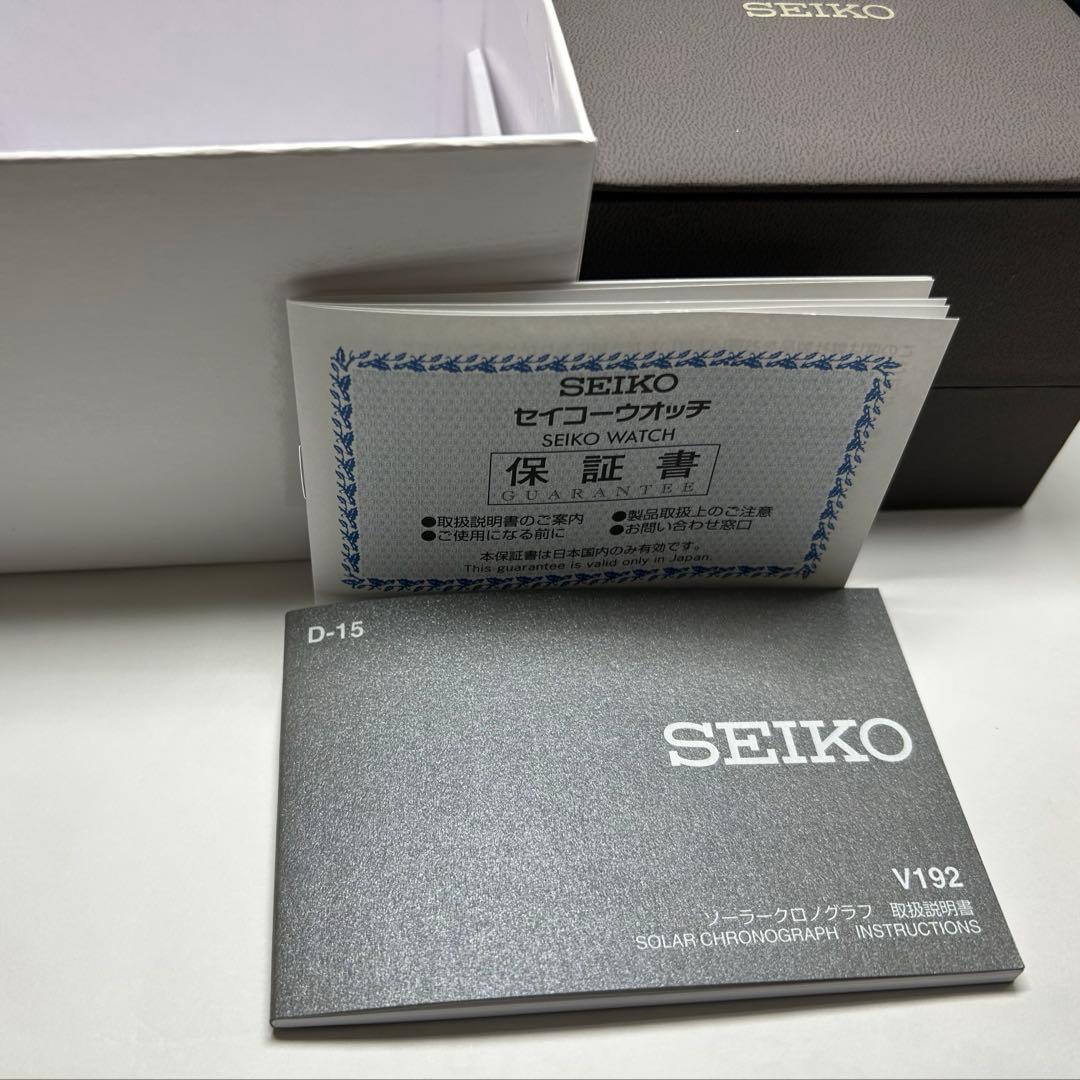 SEIKO
SEIKO
セイコーウオッチ
SEIKO WATCH
保証書
GUARANTEE
●取扱説明書のご案内 ●製品取扱上のご注意
●ご使用になる前に ●お問い合わせ窓口
本保証書は日本国内のみ有効です。
This guarantee is valid only in Japan.
D-15
SEIKO
V192
ソーラークロノグラフ 取扱説明書
SOLAR CHRONOGRAPH INSTRUCTIONS